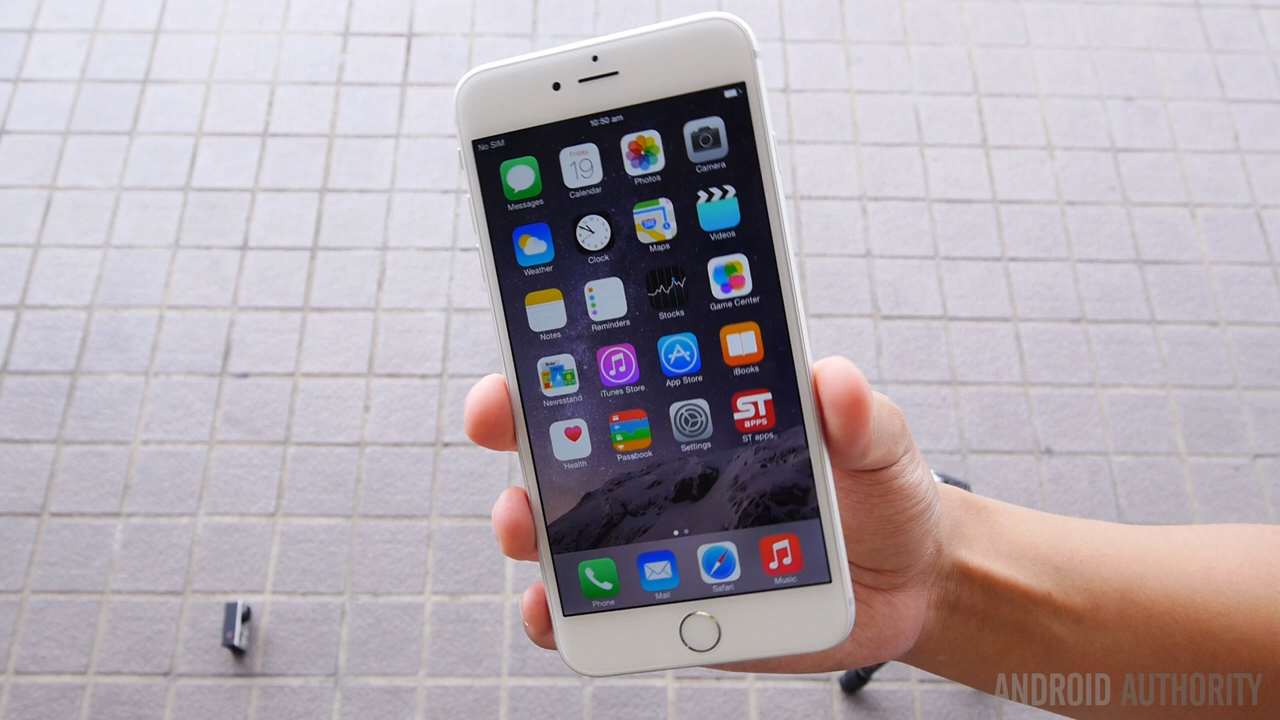 No SIM
10:50 am
Messages
Friday
19
Calendar
Photos
Camera
Weather
Clock
Maps
Videos
Notes
Reminders
Stocks
Game Center
Newsstand
iTunes Store
App Store
iBooks
Health
Passbook
Settings
ST
apps
ST apps
Phone
Mail
Safari
Music
ANDROID AUTHORITY